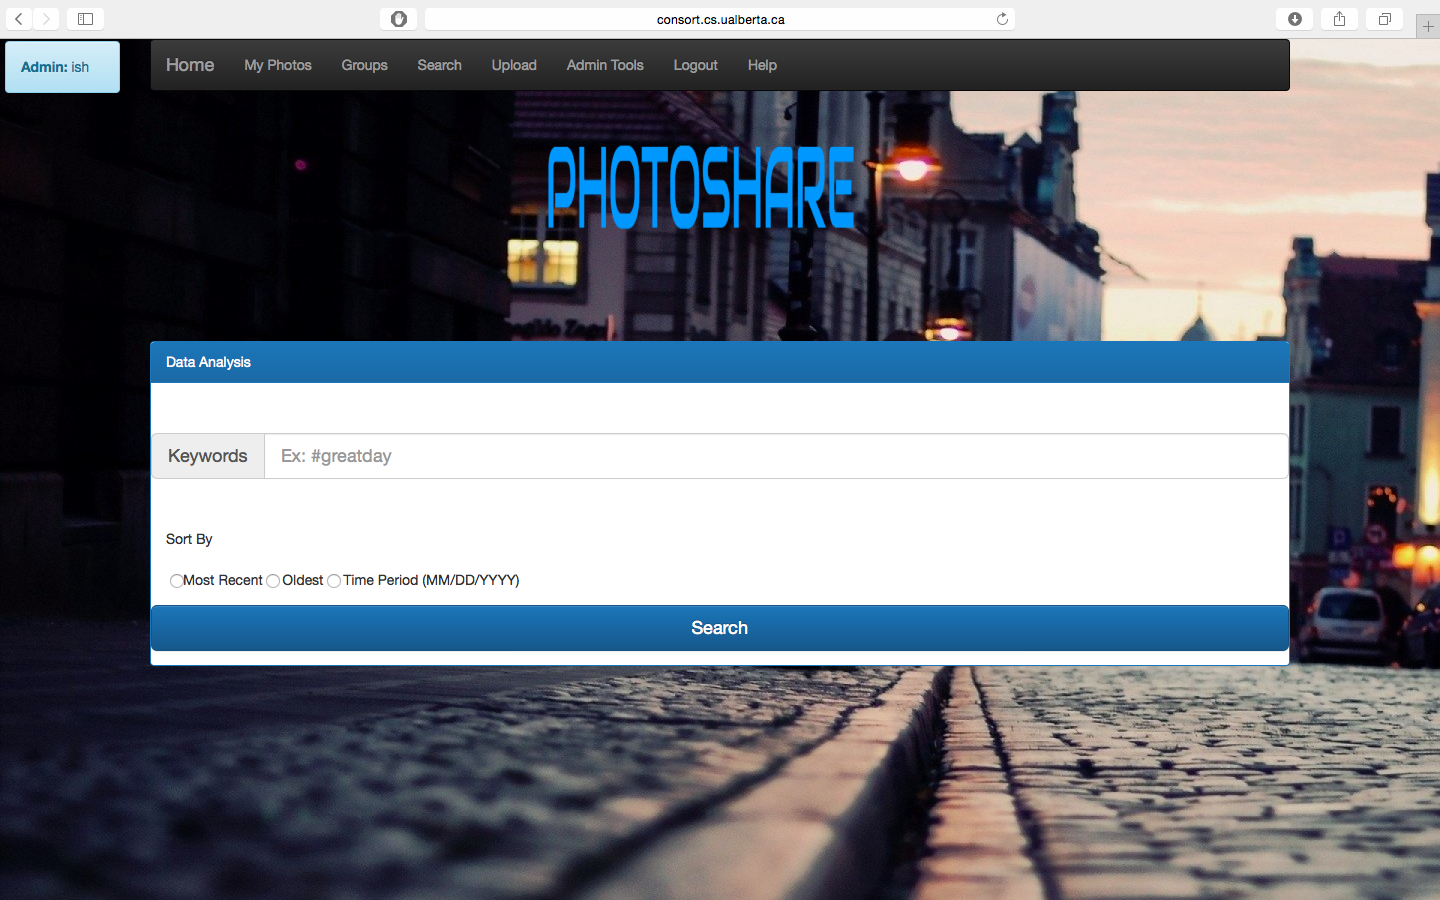 consort.cs.ualberta.ca
Admin: ish
Home My Photos Groups Search Upload Admin Tools Logout Help
PHOTOSHARE
Data Analysis
Keywords Ex: #greatday
Sort By
Most Recent Oldest Time Period (MM/DD/YYYY)
Search